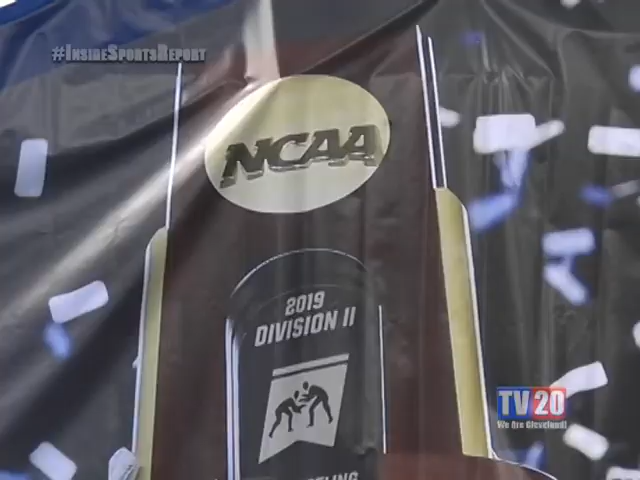 #INSIDESPORTSREPORT
NCAA
2019
DIVISION II
TV20
We Are Cleveland!